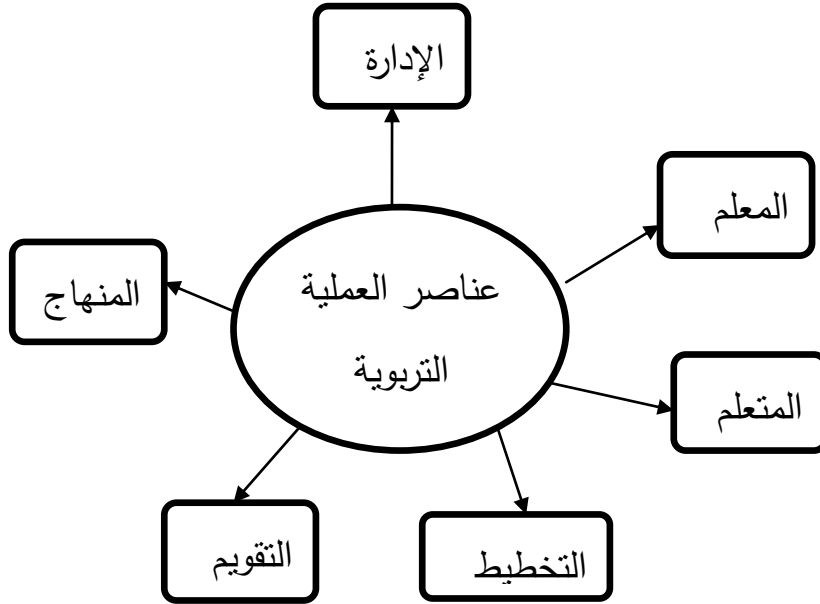 الإدارة
المعلم
عناصر العملية
التربوية
المنهاج
المتعلم
التقويم
التخطيط